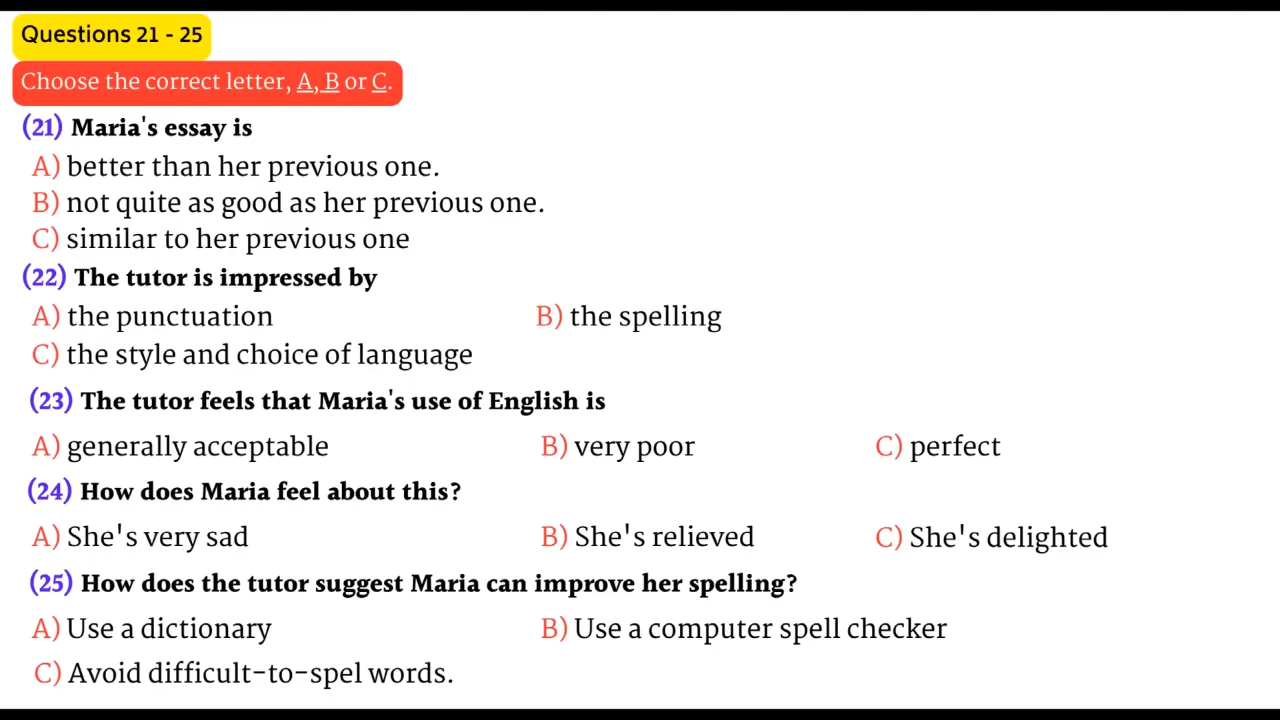 Questions 21 - 25
Choose the correct letter, A, B or C.
(21) Maria's essay is
A) better than her previous one.
B) not quite as good as her previous one.
C) similar to her previous one
(22) The tutor is impressed by
A) the punctuation B) the spelling
C) the style and choice of language
(23) The tutor feels that Maria's use of English is
A) generally acceptable B) very poor C) perfect
(24) How does Maria feel about this?
A) She's very sad B) She's relieved C) She's delighted
(25) How does the tutor suggest Maria can improve her spelling?
A) Use a dictionary B) Use a computer spell checker
C) Avoid difficult-to-spel words.